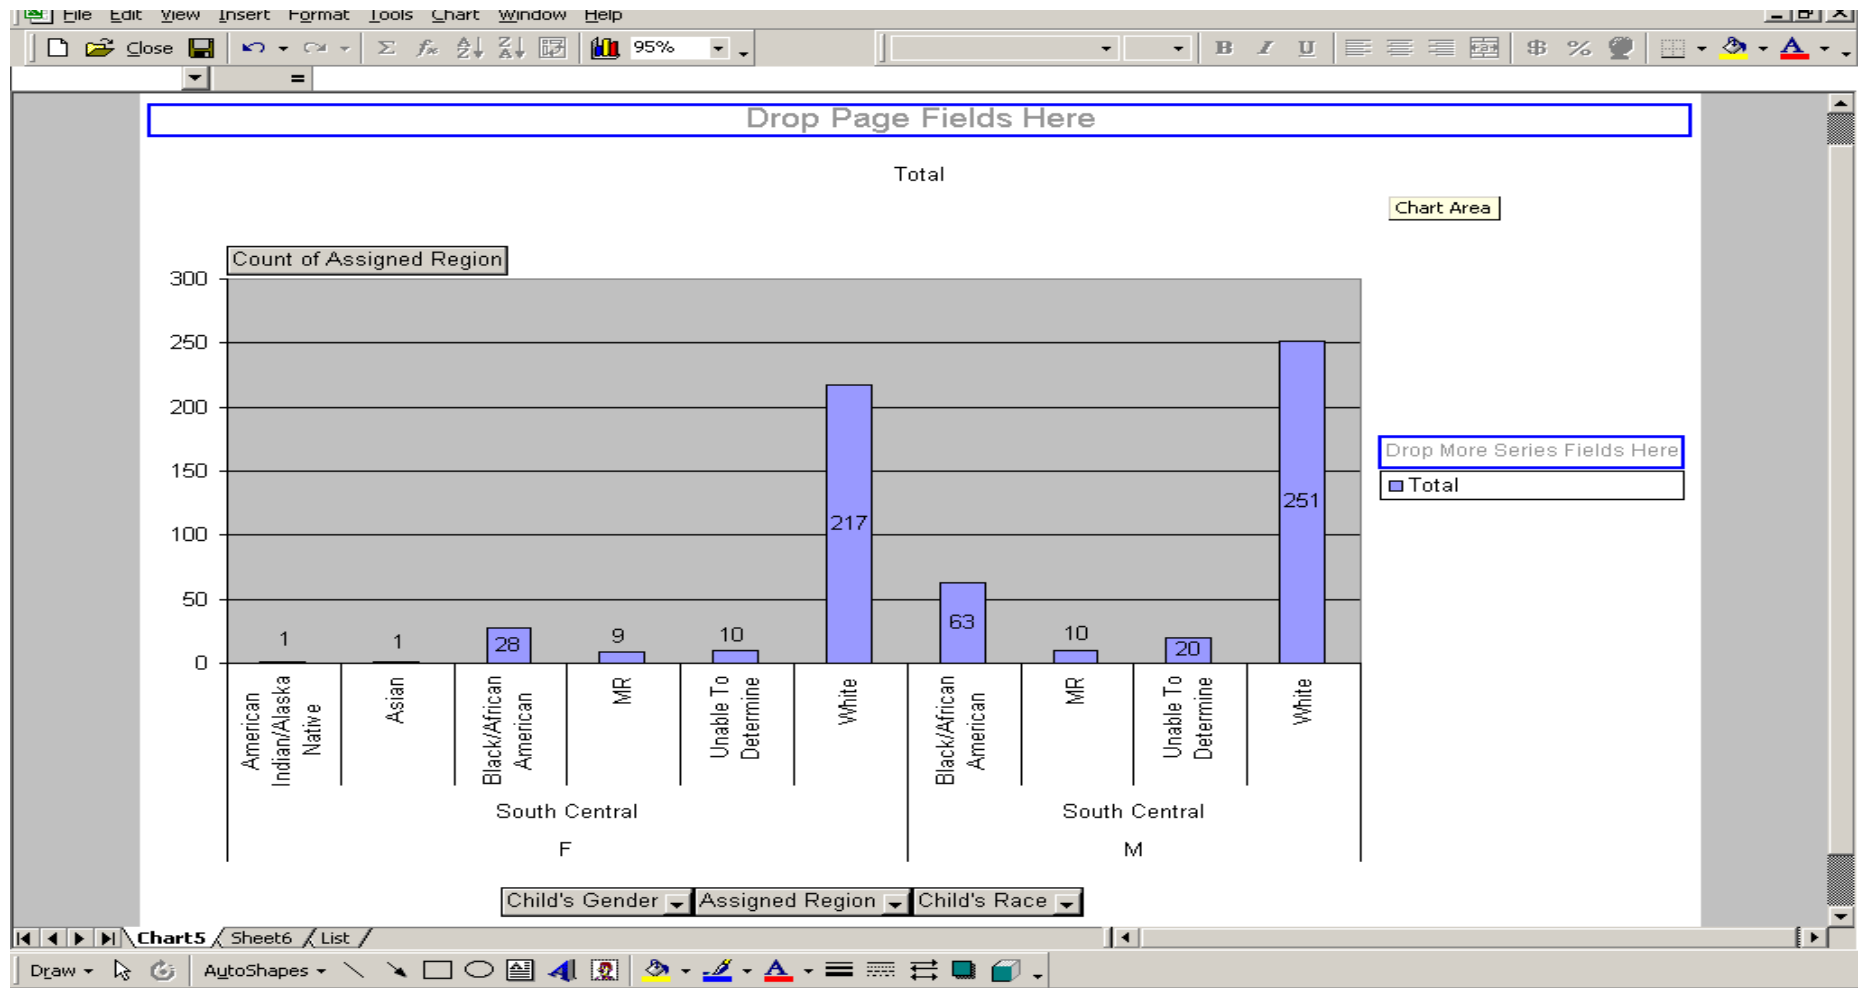 File Edit View Insert Format Tools Chart Window Help
Close Σ fx 95% B I U $ %
=
Drop Page Fields Here
Total
Chart Area
Count of Assigned Region
300
250
200
150
100
50
0
1
1
28
9
10
217
63
10
20
251
Drop More Series Fields Here
Total
American
Indian/Alaska
Native
Asian
Black/African
American
MR
Unable To
Determine
White
Black/African
American
MR
Unable To
Determine
White
South Central
South Central
F
M
Child's Gender Assigned Region Child's Race
Chart5 Sheet6 List
Draw AutoShapes